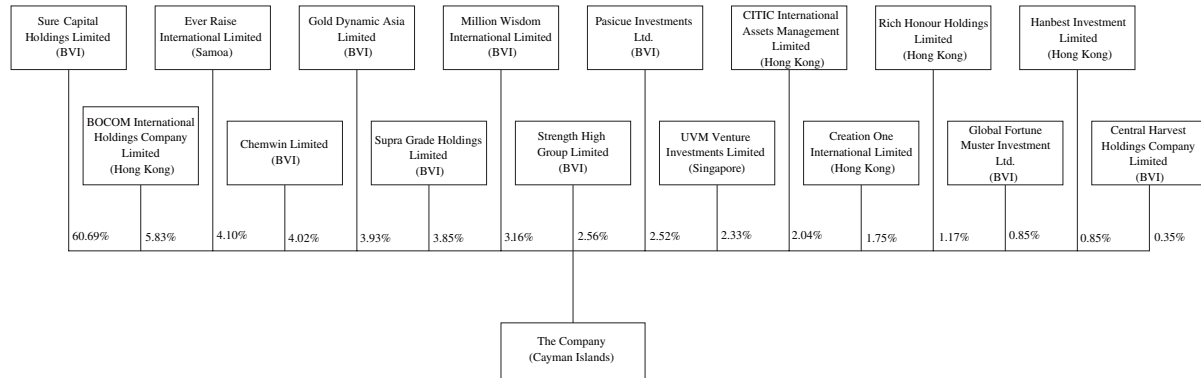 Sure Capital
Holdings Limited
(BVI)
Ever Raise
International Limited
(Samoa)
Gold Dynamic Asia
Limited
(BVI)
Million Wisdom
International Limited
(BVI)
Pasicue Investments
Ltd.
(BVI)
CITIC International
Assets Management
Limited
(Hong Kong)
Rich Honour Holdings
Limited
(Hong Kong)
Hanbest Investment
Limited
(Hong Kong)
BOCOM International
Holdings Company
Limited
(Hong Kong)
Chemwin Limited
(BVI)
Supra Grade Holdings
Limited
(BVI)
Strength High
Group Limited
(BVI)
UVM Venture
Investments Limited
(Singapore)
Creation One
International Limited
(Hong Kong)
Global Fortune
Muster Investment
Ltd.
(BVI)
Central Harvest
Holdings Company
Limited
(BVI)
60.69%
5.83%
4.10%
4.02%
3.93%
3.85%
3.16%
2.56%
2.52%
2.33%
2.04%
1.75%
1.17%
0.85%
0.85%
0.35%
The Company
(Cayman Islands)